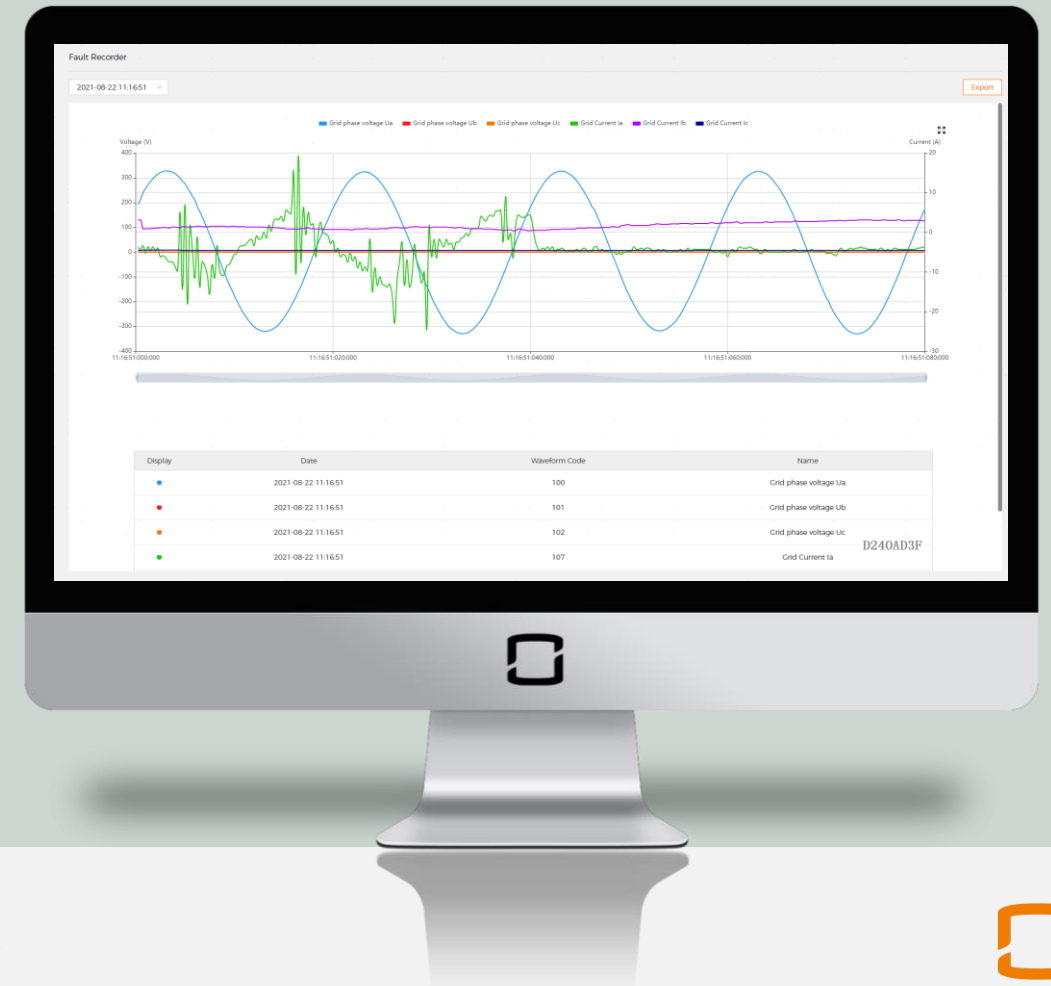 Fault Recorder
2021-08-22 11:16:51
Export
Grid phase voltage Ua Grid phase voltage Ub Grid phase voltage Uc Grid Current Ia Grid Current Ib Grid Current Ic
Voltage (V) Current (A)
400 20
300
200 10
100
0 0
-100 -10
-200 -20
-300
-400 -30
11:16:51:000:000 11:16:51:020:000 11:16:51:040:000 11:16:51:060:000 11:16:51:080:000
Display Date Waveform Code Name
2021-08-22 11:16:51 100 Grid phase voltage Ua
2021-08-22 11:16:51 101 Grid phase voltage Ub
2021-08-22 11:16:51 102 Grid phase voltage Uc
D240AD3F
2021-08-22 11:16:51 107 Grid Current Ia